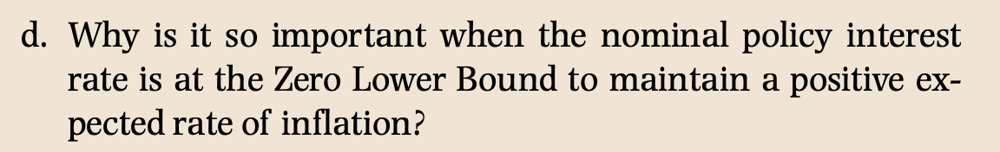 d. Why is it so important when the nominal policy interest
rate is at the Zero Lower Bound to maintain a positive ex-
pected rate of inflation?